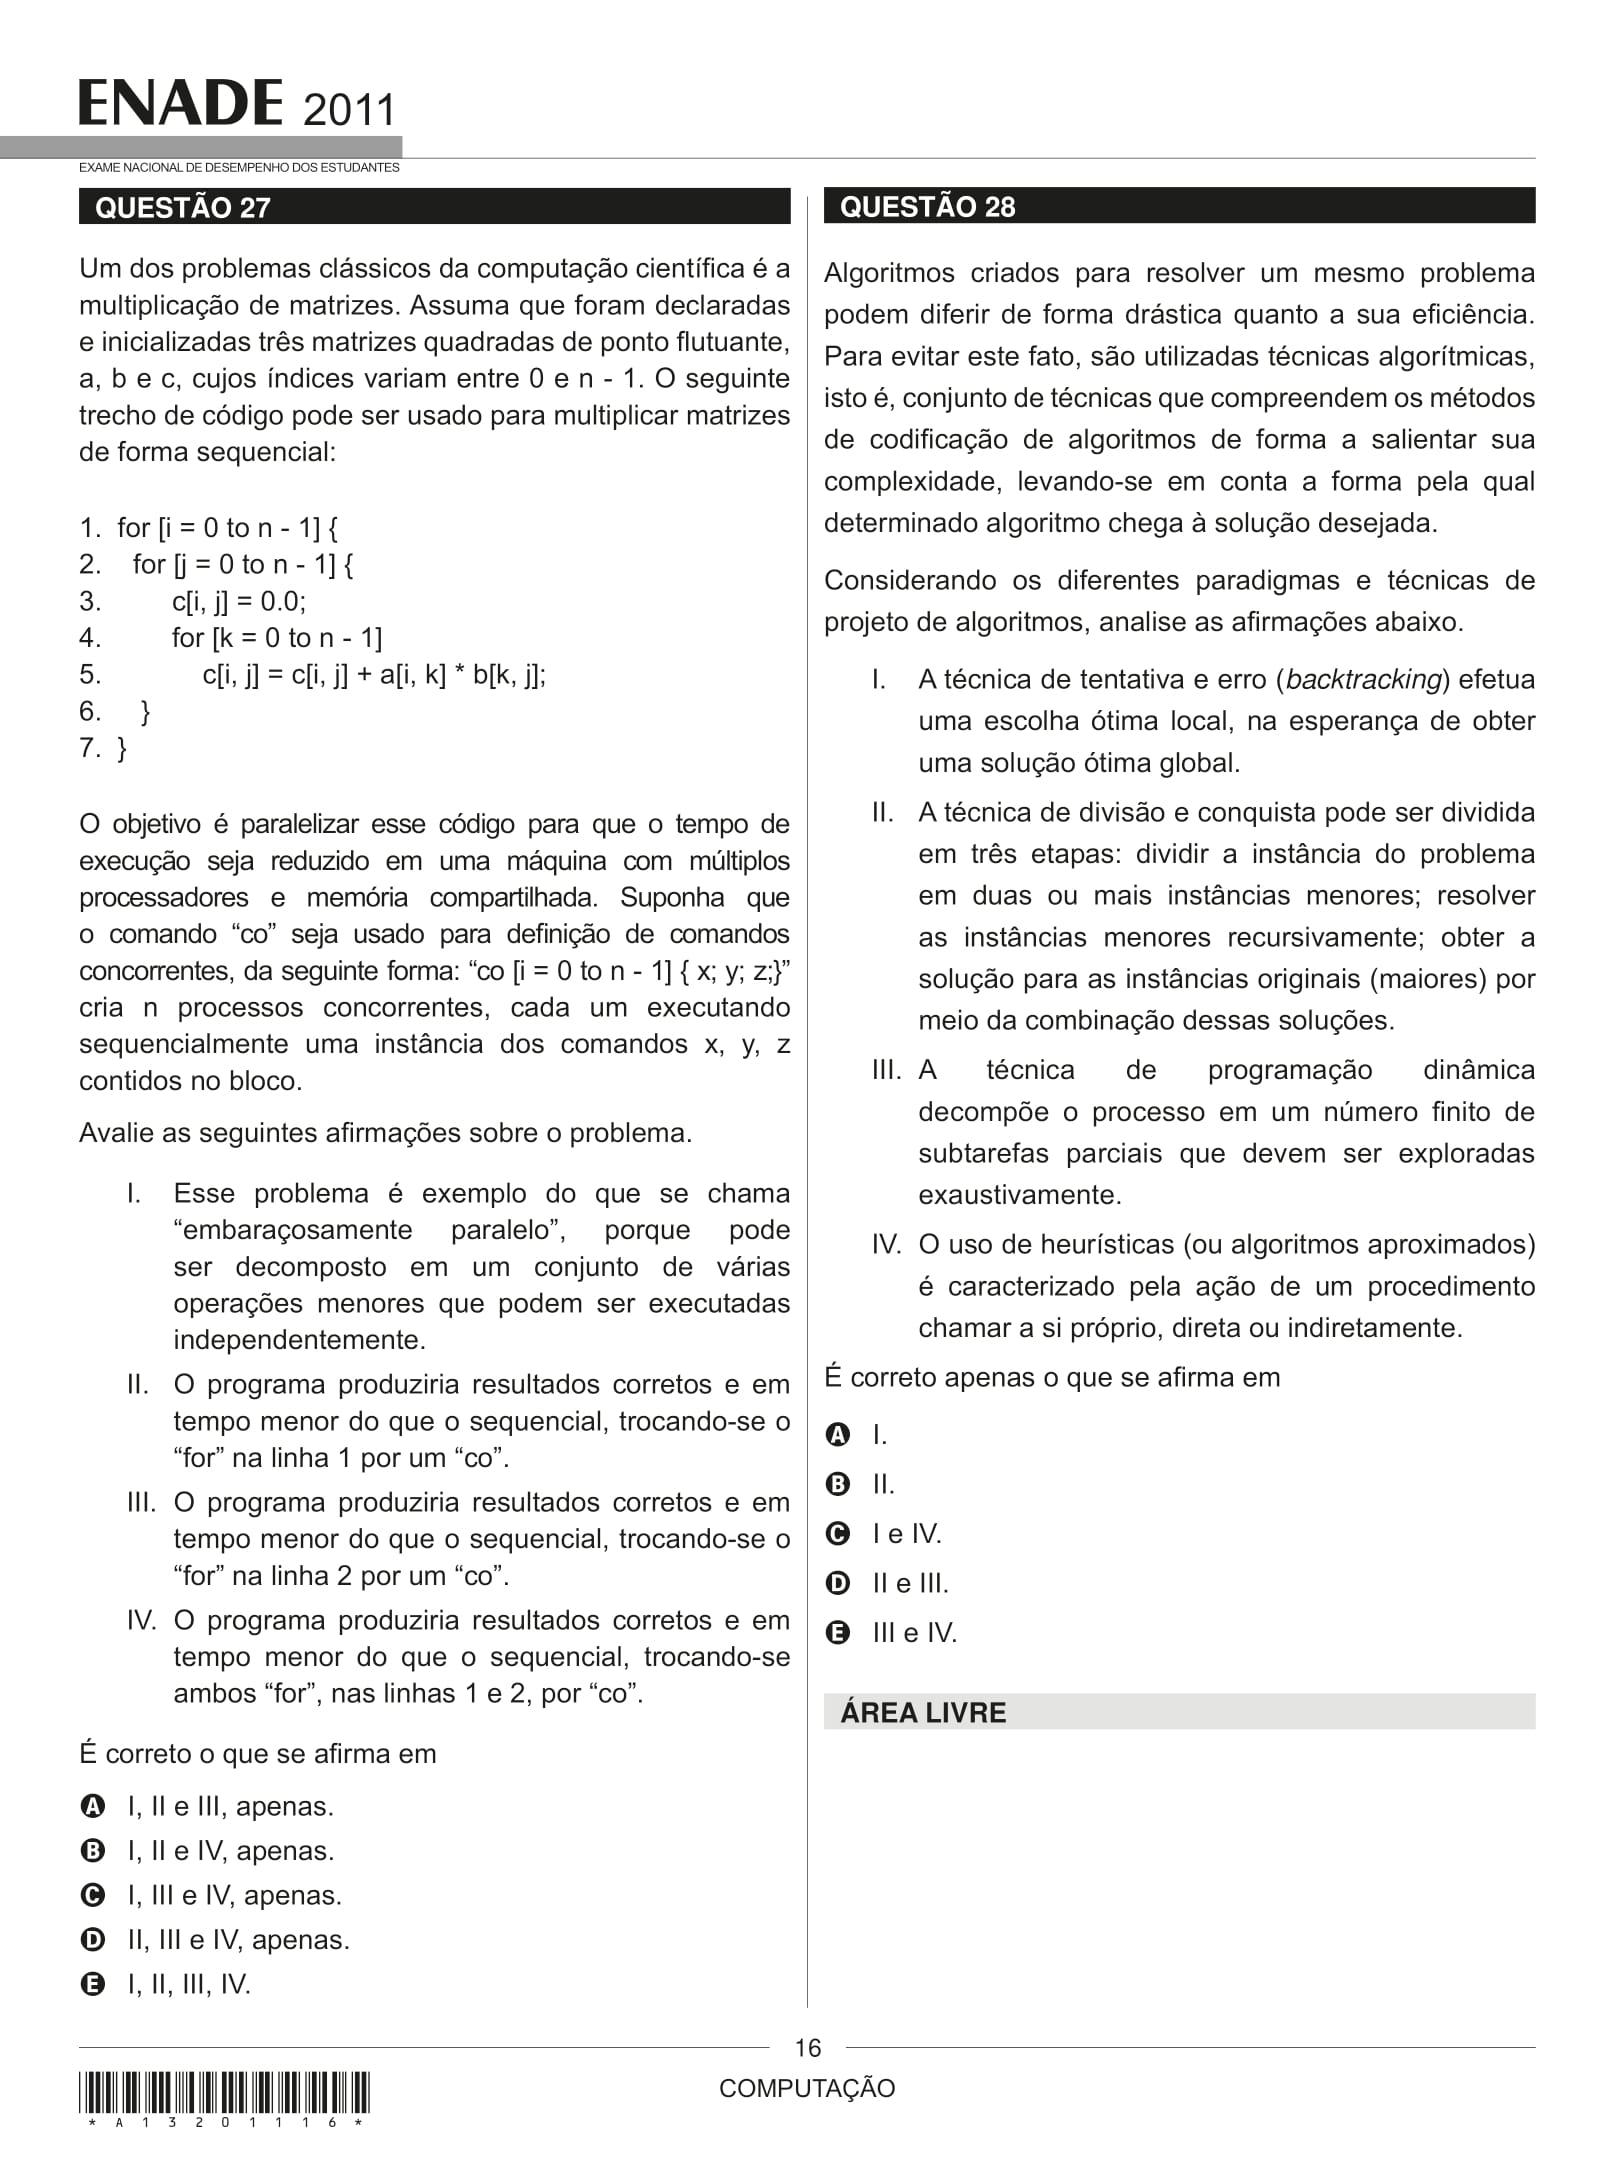 ENADE 2011
EXAME NACIONAL DE DESEMPENHO DOS ESTUDANTES
QUESTÃO 27
Um dos problemas clássicos da computação científica é a
multiplicação de matrizes. Assuma que foram declaradas
e inicializadas três matrizes quadradas de ponto flutuante,
a, b e c, cujos índices variam entre 0 e n - 1. O seguinte
trecho de código pode ser usado para multiplicar matrizes
de forma sequencial:
1. for [i = 0 to n - 1] {
2. for [j = 0 to n - 1] {
3. c[i, j] = 0.0;
4. for [k = 0 to n - 1]
5. c[i, j] = c[i, j] + a[i, k] * b[k, j];
6. }
7. }
O objetivo é paralelizar esse código para que o tempo de
execução seja reduzido em uma máquina com múltiplos
processadores e memória compartilhada. Suponha que
o comando “co” seja usado para definição de comandos
concorrentes, da seguinte forma: “co [i = 0 to n - 1] { x; y; z;}”
cria n processos concorrentes, cada um executando
sequencialmente uma instância dos comandos x, y, z
contidos no bloco.
Avalie as seguintes afirmações sobre o problema.
I. Esse problema é exemplo do que se chama
“embaraçosamente paralelo”, porque pode
ser decomposto em um conjunto de várias
operações menores que podem ser executadas
independentemente.
II. O programa produziria resultados corretos e em
tempo menor do que o sequencial, trocando-se o
“for” na linha 1 por um “co”.
III. O programa produziria resultados corretos e em
tempo menor do que o sequencial, trocando-se o
“for” na linha 2 por um “co”.
IV. O programa produziria resultados corretos e em
tempo menor do que o sequencial, trocando-se
ambos “for”, nas linhas 1 e 2, por “co”.
É correto o que se afirma em
A I, II e III, apenas.
B I, II e IV, apenas.
C I, III e IV, apenas.
D II, III e IV, apenas.
E I, II, III, IV.
QUESTÃO 28
Algoritmos criados para resolver um mesmo problema
podem diferir de forma drástica quanto a sua eficiência.
Para evitar este fato, são utilizadas técnicas algorítmicas,
isto é, conjunto de técnicas que compreendem os métodos
de codificação de algoritmos de forma a salientar sua
complexidade, levando-se em conta a forma pela qual
determinado algoritmo chega à solução desejada.
Considerando os diferentes paradigmas e técnicas de
projeto de algoritmos, analise as afirmações abaixo.
I. A técnica de tentativa e erro (backtracking) efetua
uma escolha ótima local, na esperança de obter
uma solução ótima global.
II. A técnica de divisão e conquista pode ser dividida
em três etapas: dividir a instância do problema
em duas ou mais instâncias menores; resolver
as instâncias menores recursivamente; obter a
solução para as instâncias originais (maiores) por
meio da combinação dessas soluções.
III. A técnica de programação dinâmica
decompõe o processo em um número finito de
subtarefas parciais que devem ser exploradas
exaustivamente.
IV. O uso de heurísticas (ou algoritmos aproximados)
é caracterizado pela ação de um procedimento
chamar a si próprio, direta ou indiretamente.
É correto apenas o que se afirma em
A I.
B II.
C I e IV.
D II e III.
E III e IV.
ÁREA LIVRE
16
COMPUTAÇÃO
* A 1 3 2 0 1 1 1 6 *